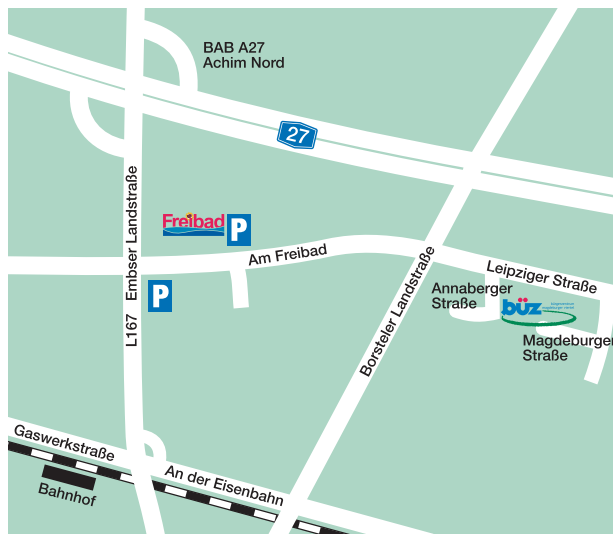 BAB A27
Achim Nord
27
Freibad
P
Am Freibad
L167 Embser Landstraße
P
Borsteler Landstraße
Leipziger Straße
Annaberger
Straße
büz
Magdeburger
Straße
Gaswerkstraße
An der Eisenbahn
Bahnhof